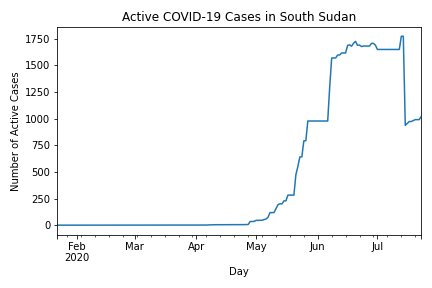 Active COVID-19 Cases in South Sudan
Number of Active Cases
1750
1500
1250
1000
750
500
250
0
Feb Mar Apr May Jun Jul
2020
Day